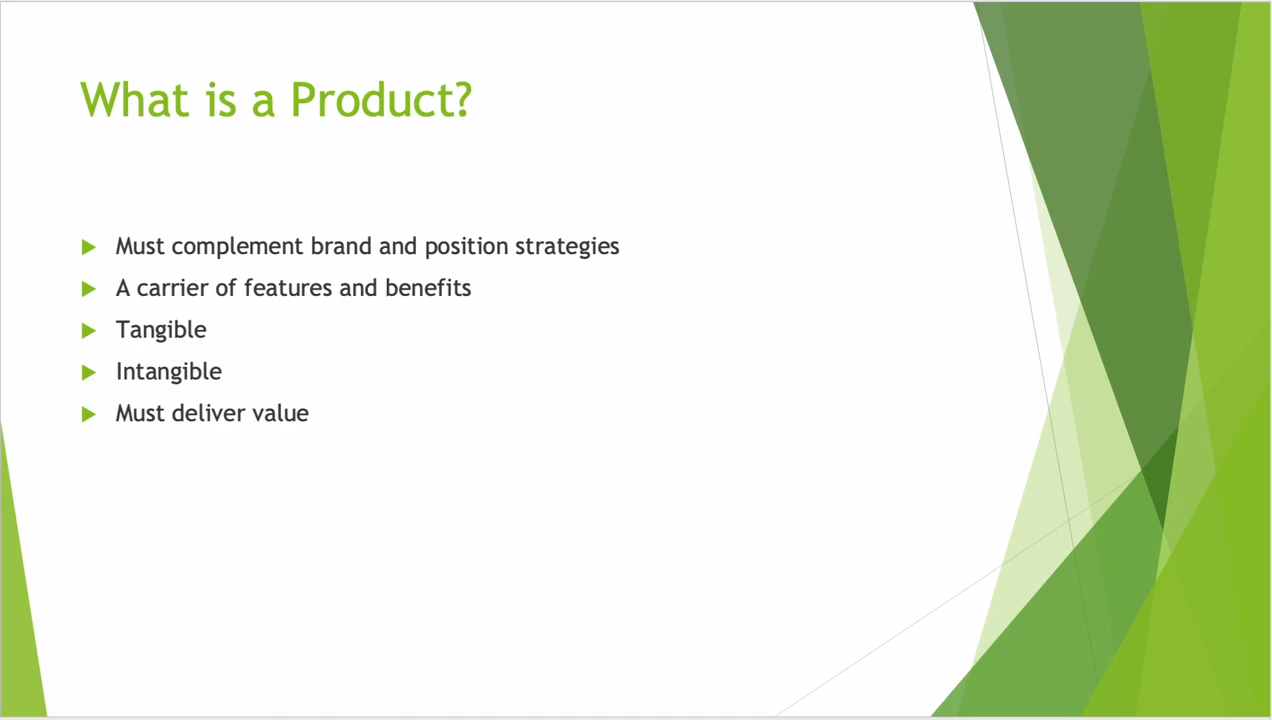 What is a Product?
Must complement brand and position strategies
A carrier of features and benefits
Tangible
Intangible
Must deliver value